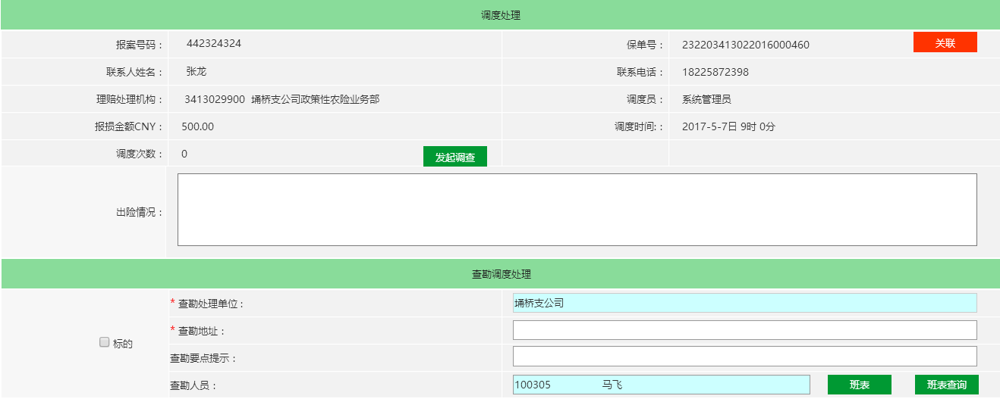 调度处理
报案号码： 442324324 保单号： 232203413022016000460 关联
联系人姓名： 张龙 联系电话： 18225872398
理赔处理机构： 3413029900 埇桥支公司政策性农险业务部 调度员： 系统管理员
报损金额CNY： 500.00 调度时间:： 2017-5-7日 9时 0分
调度次数： 0 发起调查
出险情况：
查勘调度处理
* 查勘处理单位： 埇桥支公司
* 查勘地址：
标的
查勘要点提示：
查勘人员： 100305 马飞 班表 班表查询